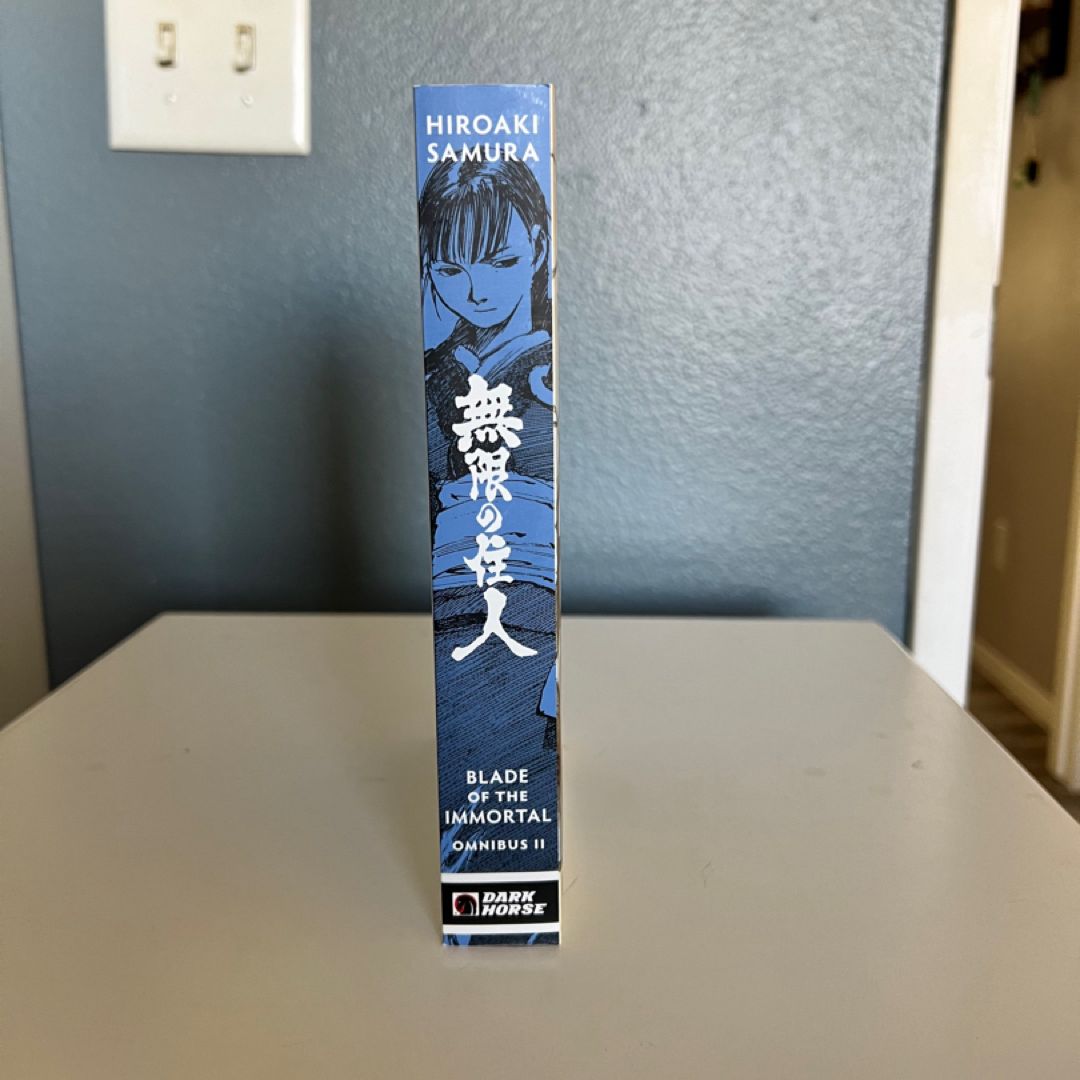 HIROAKI
SAMURA
無限の住人
BLADE
OF THE
IMMORTAL
OMNIBUS II
DARK
HORSE